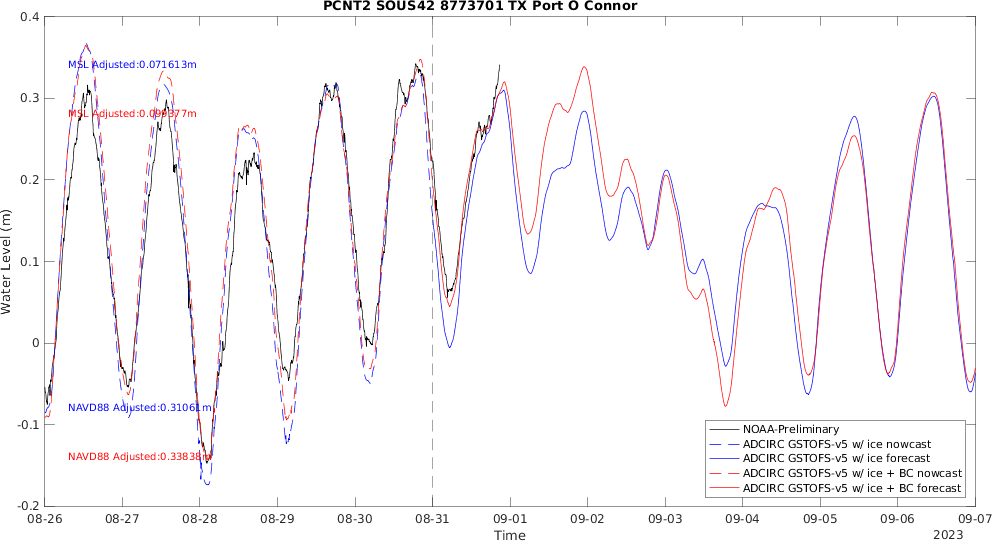 PCNT2 SOUS42 8773701 TX Port O Connor
0.4
0.3
0.2
0.1
0
-0.1
-0.2
Water Level (m)
MSL Adjusted:0.071613m
MSL Adjusted:0.099377m
NAVD88 Adjusted:0.31061m
NAVD88 Adjusted:0.33838m
NOAA-Preliminary
ADCIRC GSTOFS-v5 w/ ice nowcast
ADCIRC GSTOFS-v5 w/ ice forecast
ADCIRC GSTOFS-v5 w/ ice + BC nowcast
ADCIRC GSTOFS-v5 w/ ice + BC forecast
08-26 08-27 08-28 08-29 08-30 08-31 09-01 09-02 09-03 09-04 09-05 09-06 09-07
Time
2023